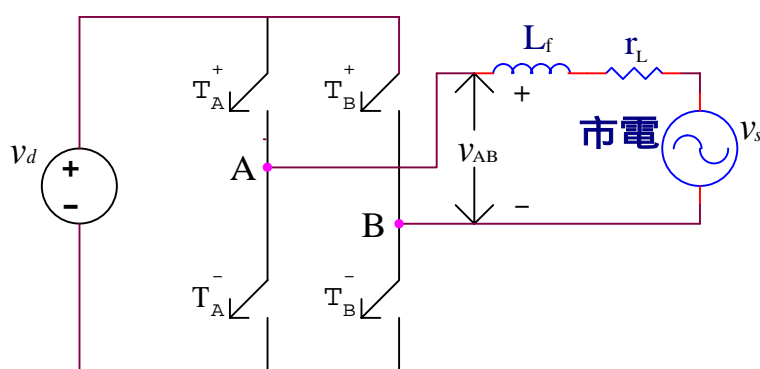 L_f
r_L
T_A^+
T_B^+
+
市電
v_s
v_d
+
−
A
v_AB
B
−
T_A^-
T_B^-